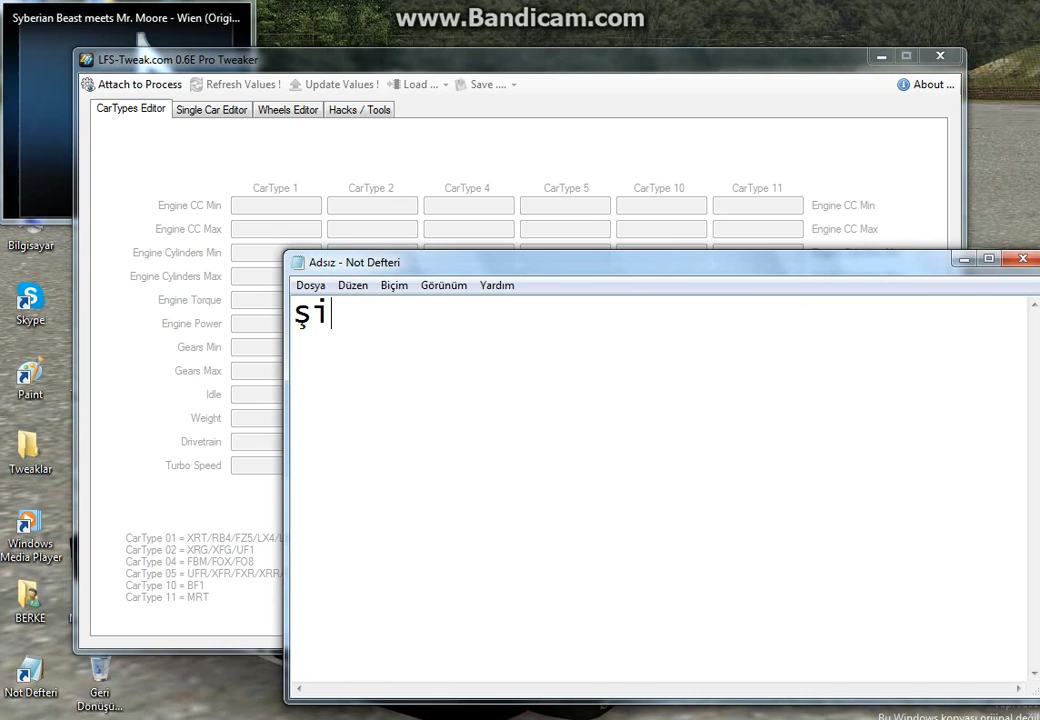 www.Bandicam.com
Syberian Beast meets Mr. Moore - Wien (Origi...
LFS-Tweak.com 0.6E Pro Tweaker
Attach to Process Refresh Values ! Update Values ! Load ... Save .... About ...
CarTypes Editor Single Car Editor Wheels Editor Hacks / Tools
CarType 1 CarType 2 CarType 4 CarType 5 CarType 10 CarType 11
Engine CC Min Engine CC Min
Engine CC Max Engine CC Max
Engine Cylinders Min
Engine Cylinders Max
Engine Torque
Engine Power
Gears Min
Gears Max
Idle
Weight
Drivetrain
Turbo Speed
CarType 01 = XRT/RB4/FZ5/LX4/
CarType 02 = XRG/XFG/UF1
CarType 04 = FBM/FOX/FO8
CarType 05 = UFR/XFR/FXR/XRR/
CarType 10 = BF1
CarType 11 = MRT
Adsız - Not Defteri
Dosya Düzen Biçim Görünüm Yardım
şi
Bilgisayar
Skype
Paint
Tweaklar
Windows
Media Player
BERKE
Not Defteri
Geri
Dönüşü...